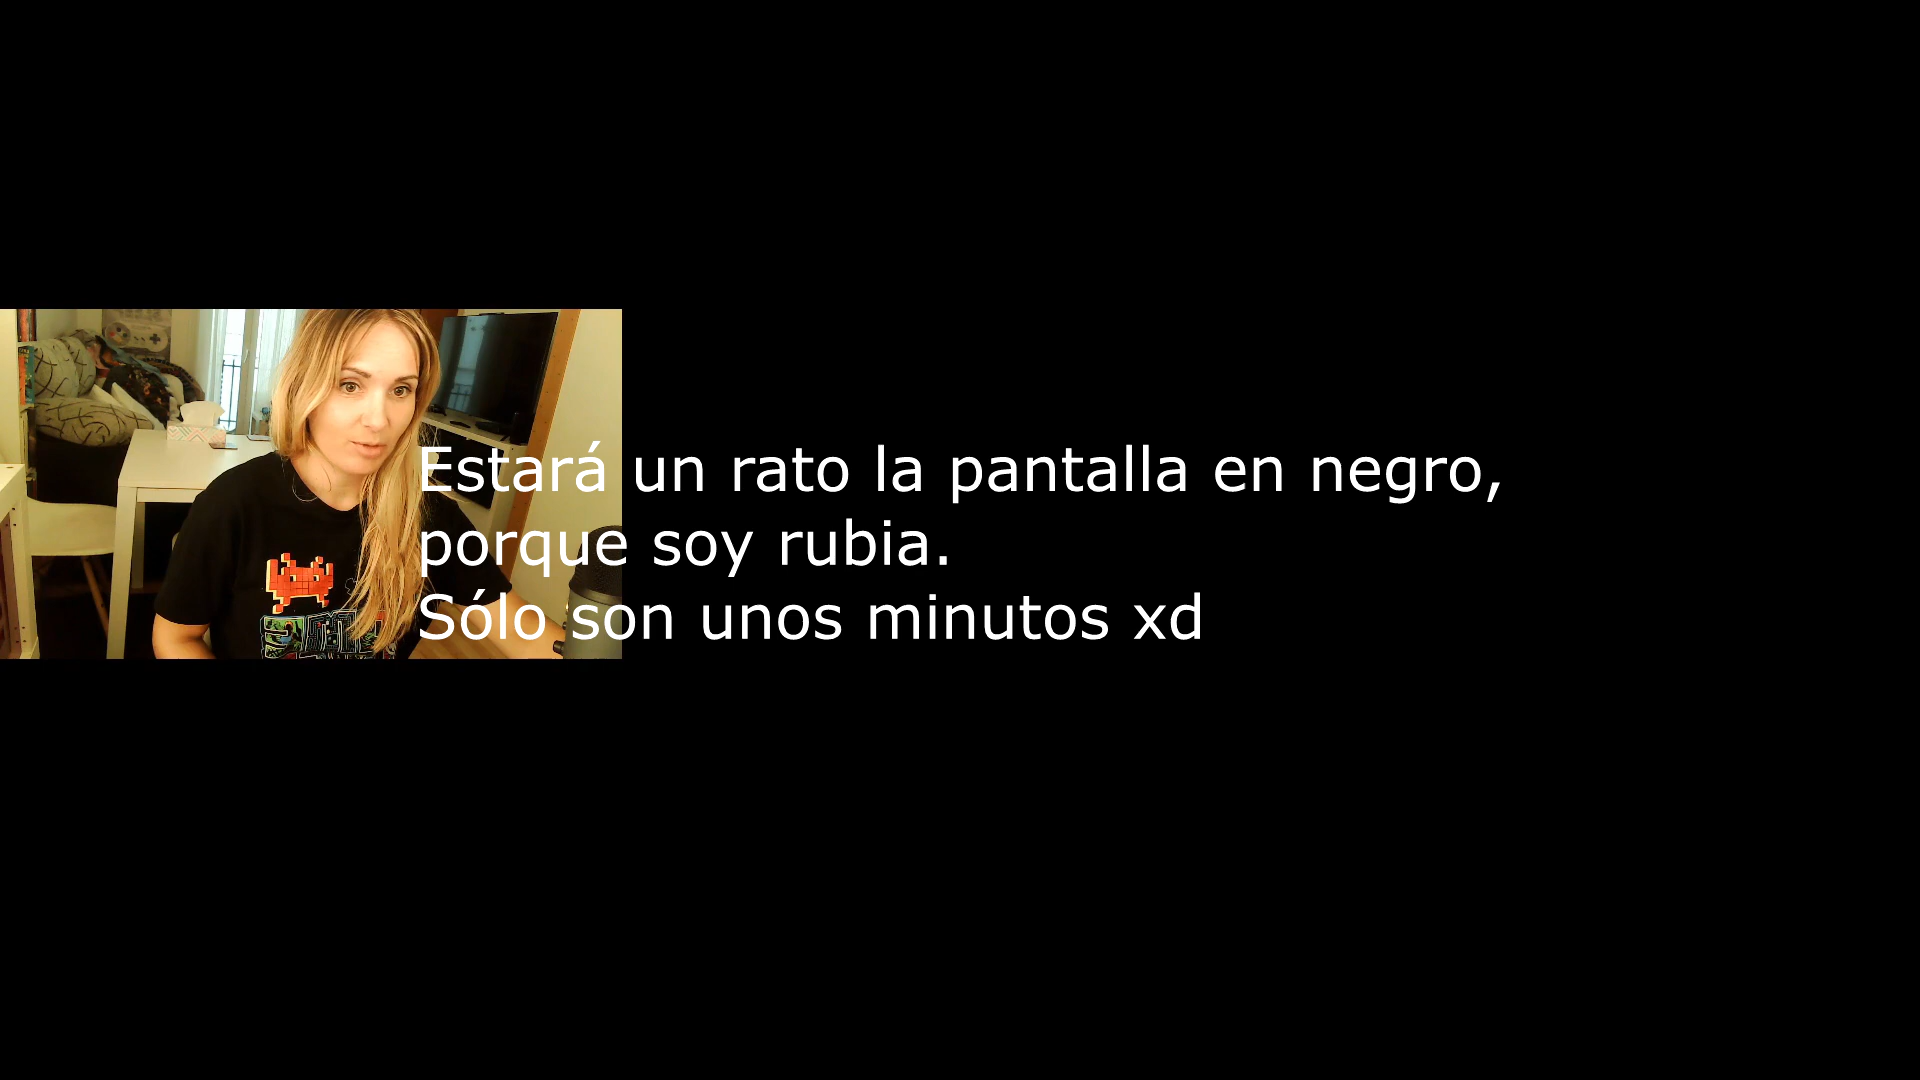 Estará un rato la pantalla en negro,
porque soy rubia.
Sólo son unos minutos xd